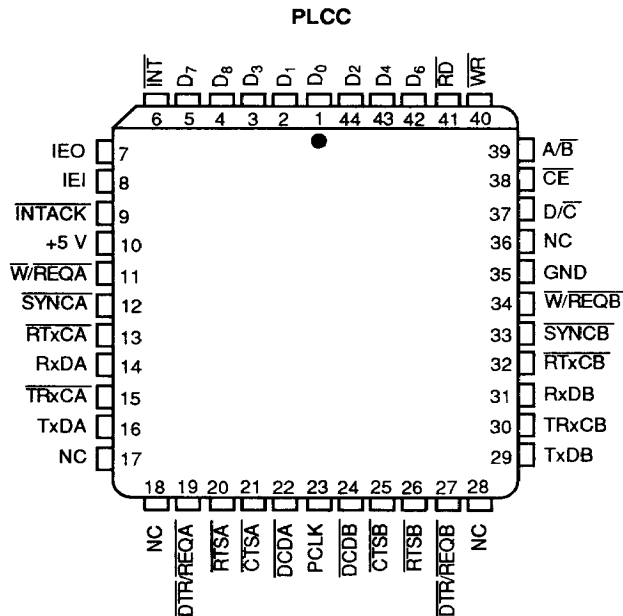 PLCC
INT D₇ D₈ D₃ D₁ D₀ D₂ D₄ D₆ RD WR
6 5 4 3 2 1 44 43 42 41 40
IEO 7
IEI 8
INTACK 9
+5 V 10
W/REQA 11
SYNCA 12
RTxCA 13
RxDA 14
TRxCA 15
TxDA 16
NC 17
39 A/B
38 CE
37 D/C
36 NC
35 GND
34 W/REQB
33 SYNCB
32 RTxCB
31 RxDB
30 TRxCB
29 TxDB
18 19 20 21 22 23 24 25 26 27 28
NC DTR/REQA RTSA CTSA DCDA PCLK DCDB CTSB RTSB DTR/REQB NC